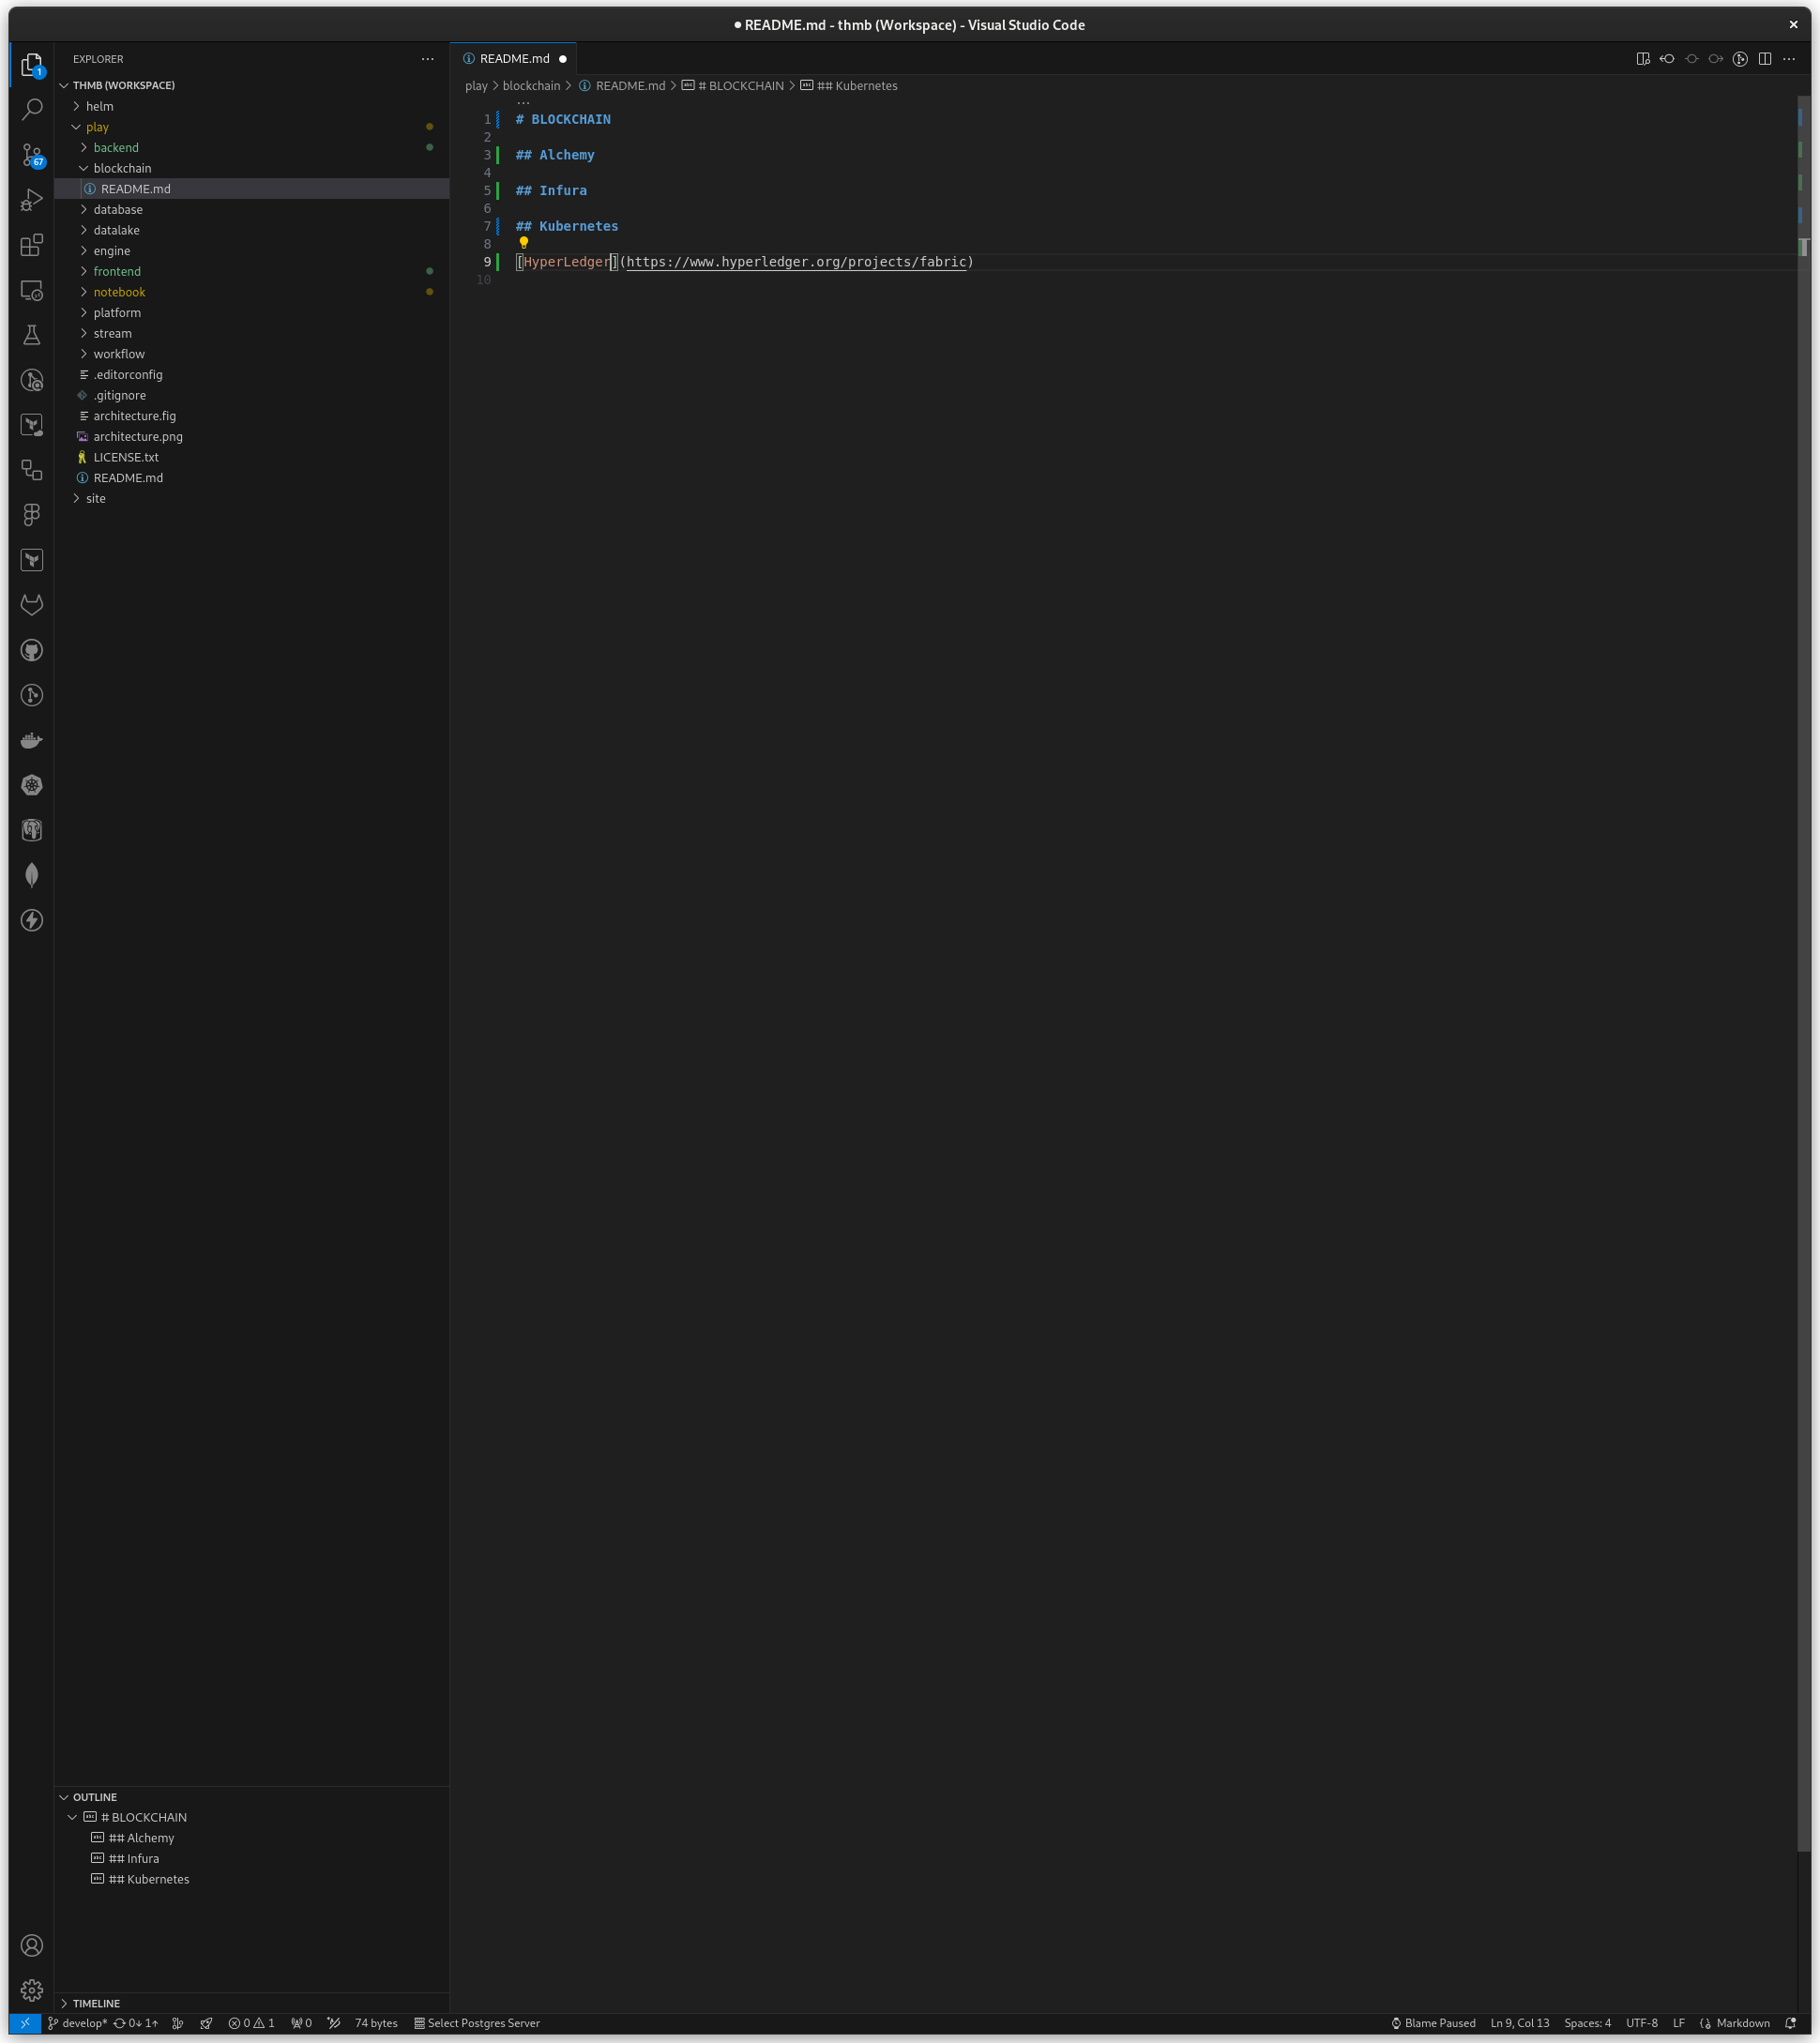 ● README.md - thmb (Workspace) - Visual Studio Code
EXPLORER
1
67
THMB (WORKSPACE)
helm
play
backend
blockchain
README.md
database
datalake
engine
frontend
notebook
platform
stream
workflow
.editorconfig
.gitignore
architecture.fig
architecture.png
LICENSE.txt
README.md
site
OUTLINE
# BLOCKCHAIN
## Alchemy
## Infura
## Kubernetes
TIMELINE
README.md
play > blockchain > README.md > # BLOCKCHAIN > ## Kubernetes
1 # BLOCKCHAIN
2
3 ## Alchemy
4
5 ## Infura
6
7 ## Kubernetes
8
9 [HyperLedger](https://www.hyperledger.org/projects/fabric)
10
develop* 0↓ 1↑ 0 1 0 74 bytes Select Postgres Server Blame Paused Ln 9, Col 13 Spaces: 4 UTF-8 LF Markdown